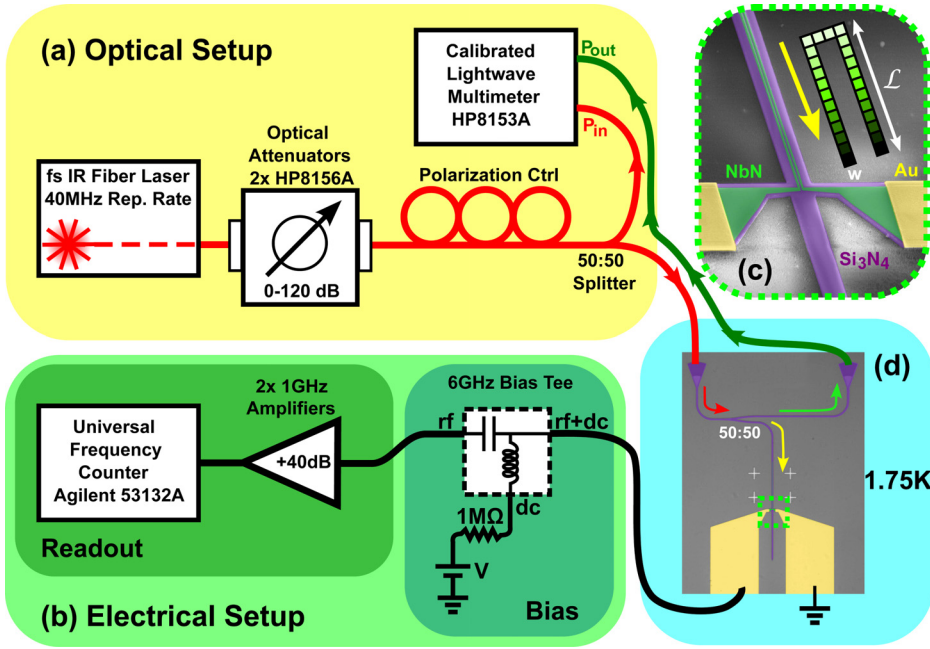 (a) Optical Setup
Calibrated
Lightwave
Multimeter
HP8153A
Pout
Pin
Optical
Attenuators
2x HP8156A
fs IR Fiber Laser
40MHz Rep. Rate
0-120 dB
Polarization Ctrl
50:50
Splitter
ℒ
NbN
w
Au
Si3N4
(c)
(d)
50:50
1.75K
2x 1GHz
Amplifiers
6GHz Bias Tee
rf
rf+dc
Universal
Frequency
Counter
Agilent 53132A
+40dB
dc
1MΩ
V
Readout
Bias
(b) Electrical Setup